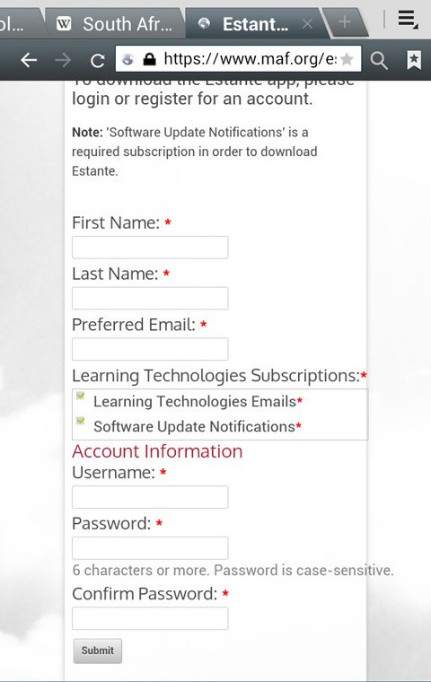 South Afr...
Estant...
https://www.maf.org/e
To download the Estante app, please
login or register for an account.
Note: 'Software Update Notifications' is a
required subscription in order to download
Estante.
First Name: *
Last Name: *
Preferred Email: *
Learning Technologies Subscriptions:*
Learning Technologies Emails*
Software Update Notifications*
Account Information
Username: *
Password: *
6 characters or more. Password is case-sensitive.
Confirm Password: *
Submit